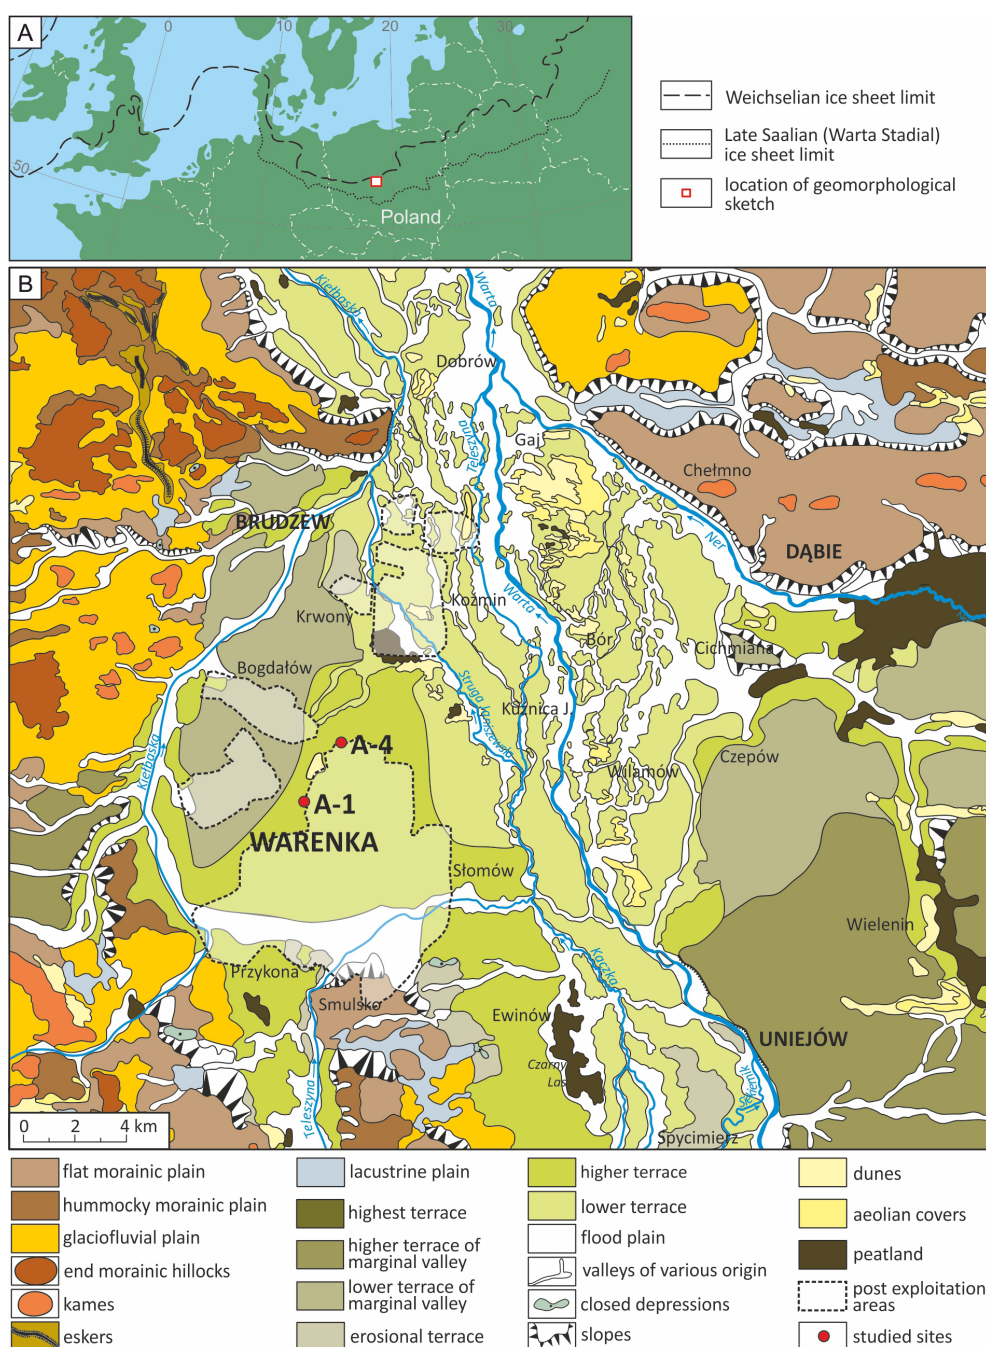 A
0
10
20
30
50
Poland
Weichselian ice sheet limit
Late Saalian (Warta Stadial)
ice sheet limit
location of geomorphological
sketch
B
Kiełbaska
Warta
Dobrów
Teleszyna
Gaj
Chełmno
BRUDZEW
Ner
DĄBIE
Krwony
Koźmin
Warta
Bór
Cichmiana
Bogdałów
Struga Janiszewska
Kuźnica J.
Kiełbaska
A-4
Czepów
Wilamów
A-1
WARENKA
Słomów
Wielenin
Przykona
Kaczka
Smulsko
Ewinów
UNIEJÓW
Czarny
Las
Teleszyna
Spycimierz
0 2 4 km
flat morainic plain
hummocky morainic plain
glaciofluvial plain
end morainic hillocks
kames
eskers
lacustrine plain
highest terrace
higher terrace of
marginal valley
lower terrace of
marginal valley
erosional terrace
higher terrace
lower terrace
flood plain
valleys of various origin
closed depressions
slopes
dunes
aeolian covers
peatland
post exploitation
areas
studied sites